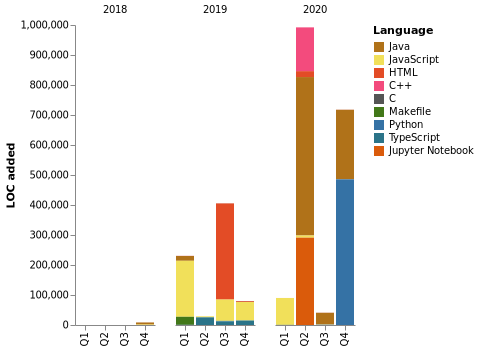 2018 2019 2020
1,000,000
900,000
800,000
700,000
600,000
500,000
400,000
300,000
200,000
100,000
0
LOC added
Q1 Q2 Q3 Q4 Q1 Q2 Q3 Q4 Q1 Q2 Q3 Q4
Language
Java
JavaScript
HTML
C++
C
Makefile
Python
TypeScript
Jupyter Notebook